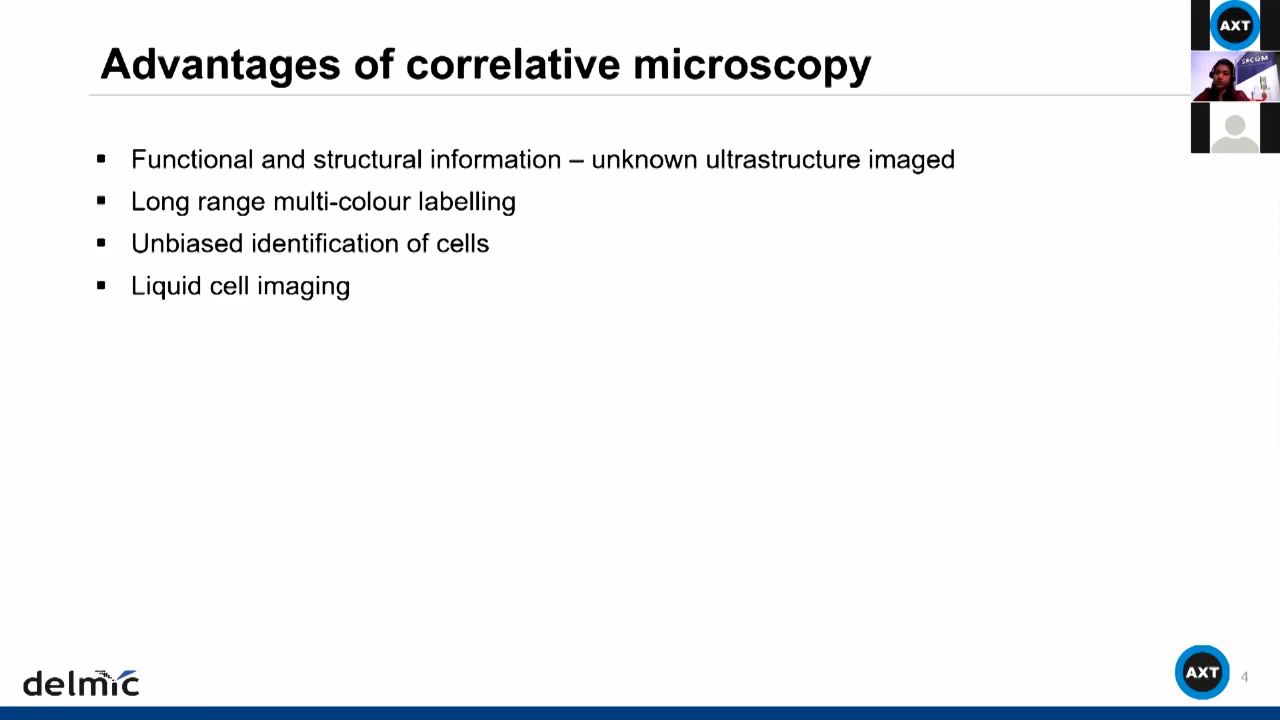 AXT
SECOM
Advantages of correlative microscopy
▪ Functional and structural information – unknown ultrastructure imaged
▪ Long range multi-colour labelling
▪ Unbiased identification of cells
▪ Liquid cell imaging
delmic
AXT
4